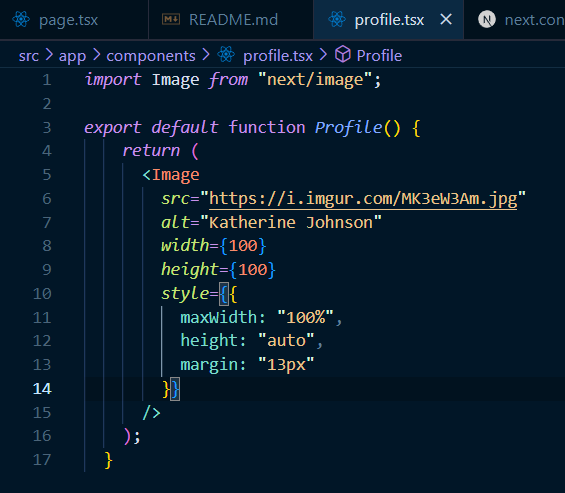 page.tsx README.md profile.tsx next.con
src > app > components > profile.tsx > Profile
1 import Image from "next/image";
2
3 export default function Profile() {
4 return (
5 <Image
6 src="https://i.imgur.com/MK3eW3Am.jpg"
7 alt="Katherine Johnson"
8 width={100}
9 height={100}
10 style={{
11 maxWidth: "100%",
12 height: "auto",
13 margin: "13px"
14 }}
15 />
16 );
17 }